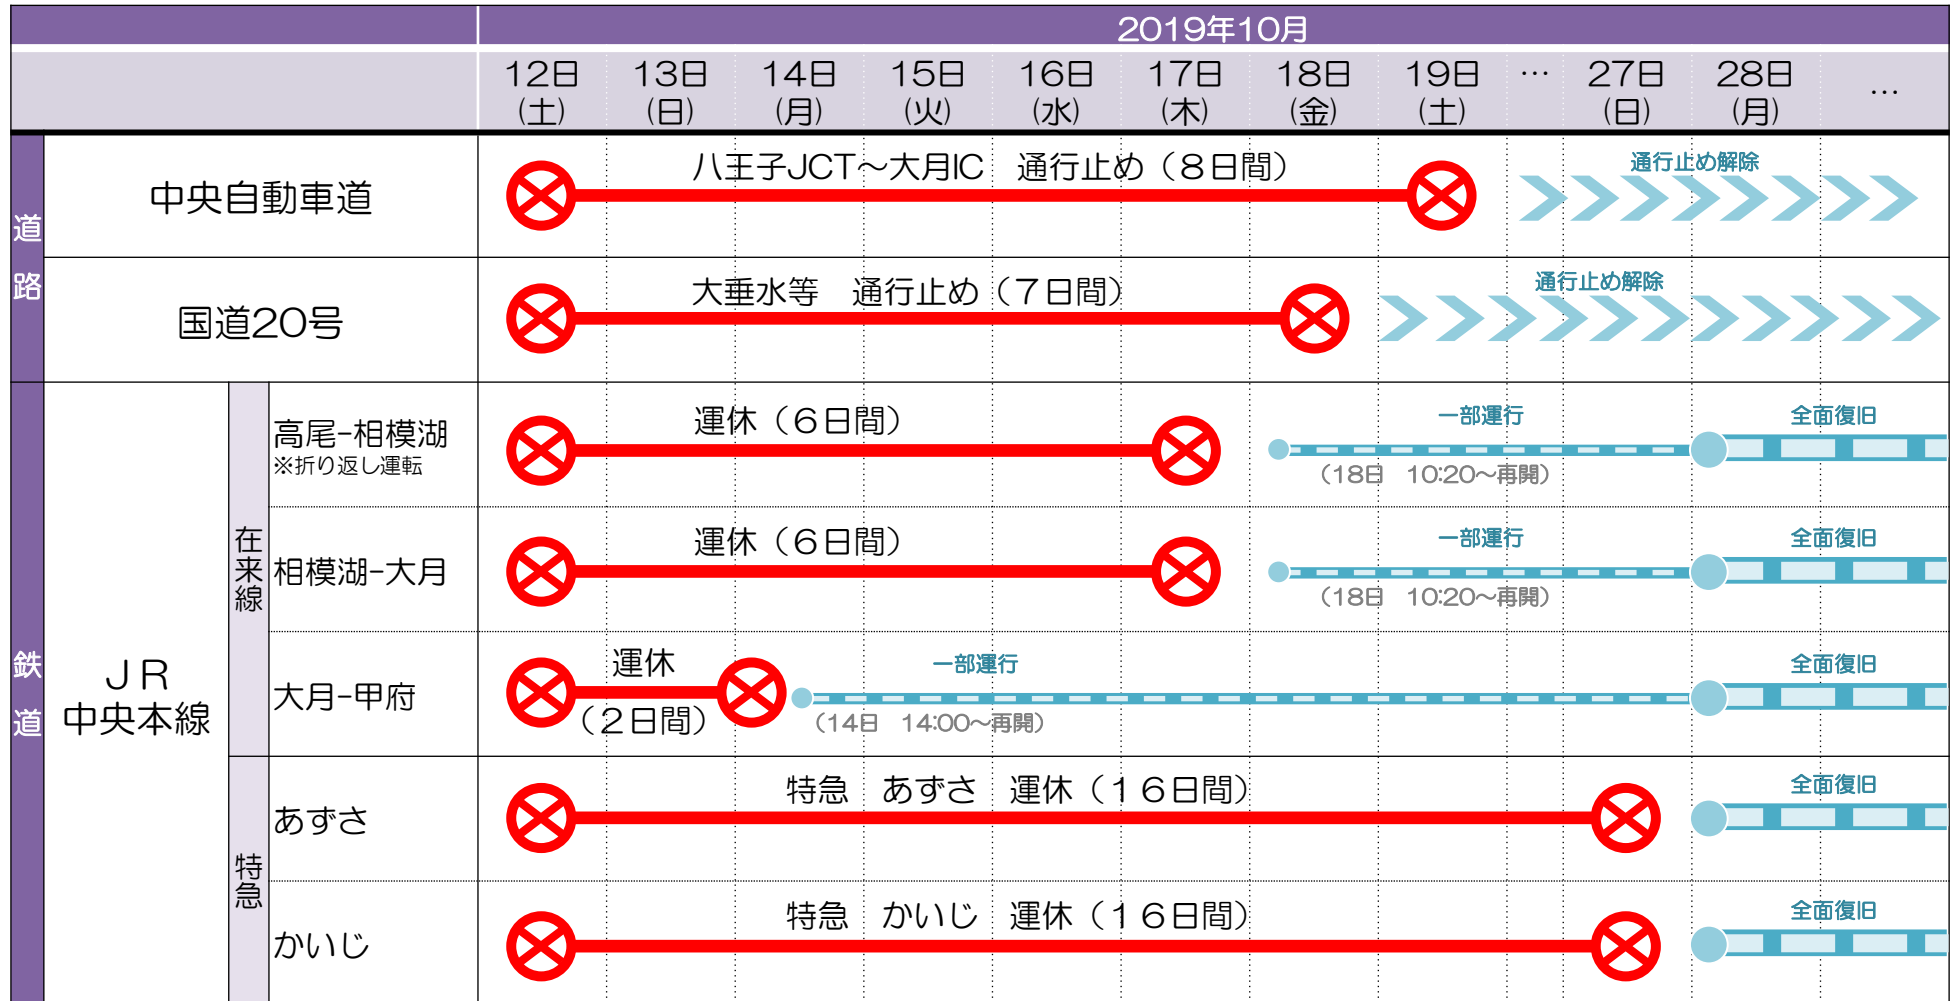 2019年10月
12日 13日 14日 15日 16日 17日 18日 19日 … 27日 28日 …
(土) (日) (月) (火) (水) (木) (金) (土) (日) (月)
道路
中央自動車道
八王子JCT～大月IC　通行止め（8日間）
通行止め解除
国道20号
大垂水等　通行止め（7日間）
通行止め解除
鉄道
ＪＲ
中央本線
在来線
高尾-相模湖
※折り返し運転
運休（6日間）
一部運行
（18日　10:20～再開）
全面復旧
相模湖-大月
運休（6日間）
一部運行
（18日　10:20～再開）
全面復旧
大月-甲府
運休
（2日間）
一部運行
（14日　14:00～再開）
全面復旧
特急
あずさ
特急　あずさ　運休（16日間）
全面復旧
かいじ
特急　かいじ　運休（16日間）
全面復旧